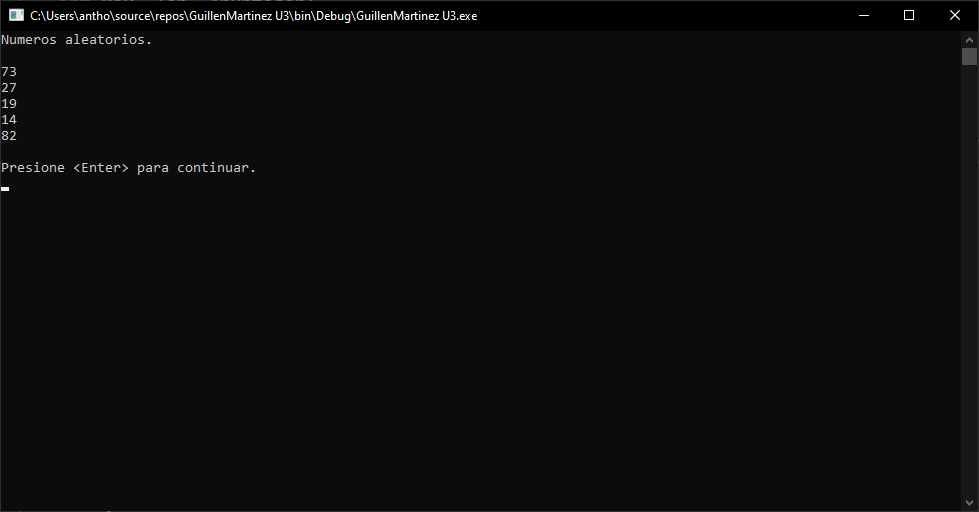 C:\Users\antho\source\repos\GuillenMartinez U3\bin\Debug\GuillenMartinez U3.exe
Numeros aleatorios.
73
27
19
14
82
Presione <Enter> para continuar.